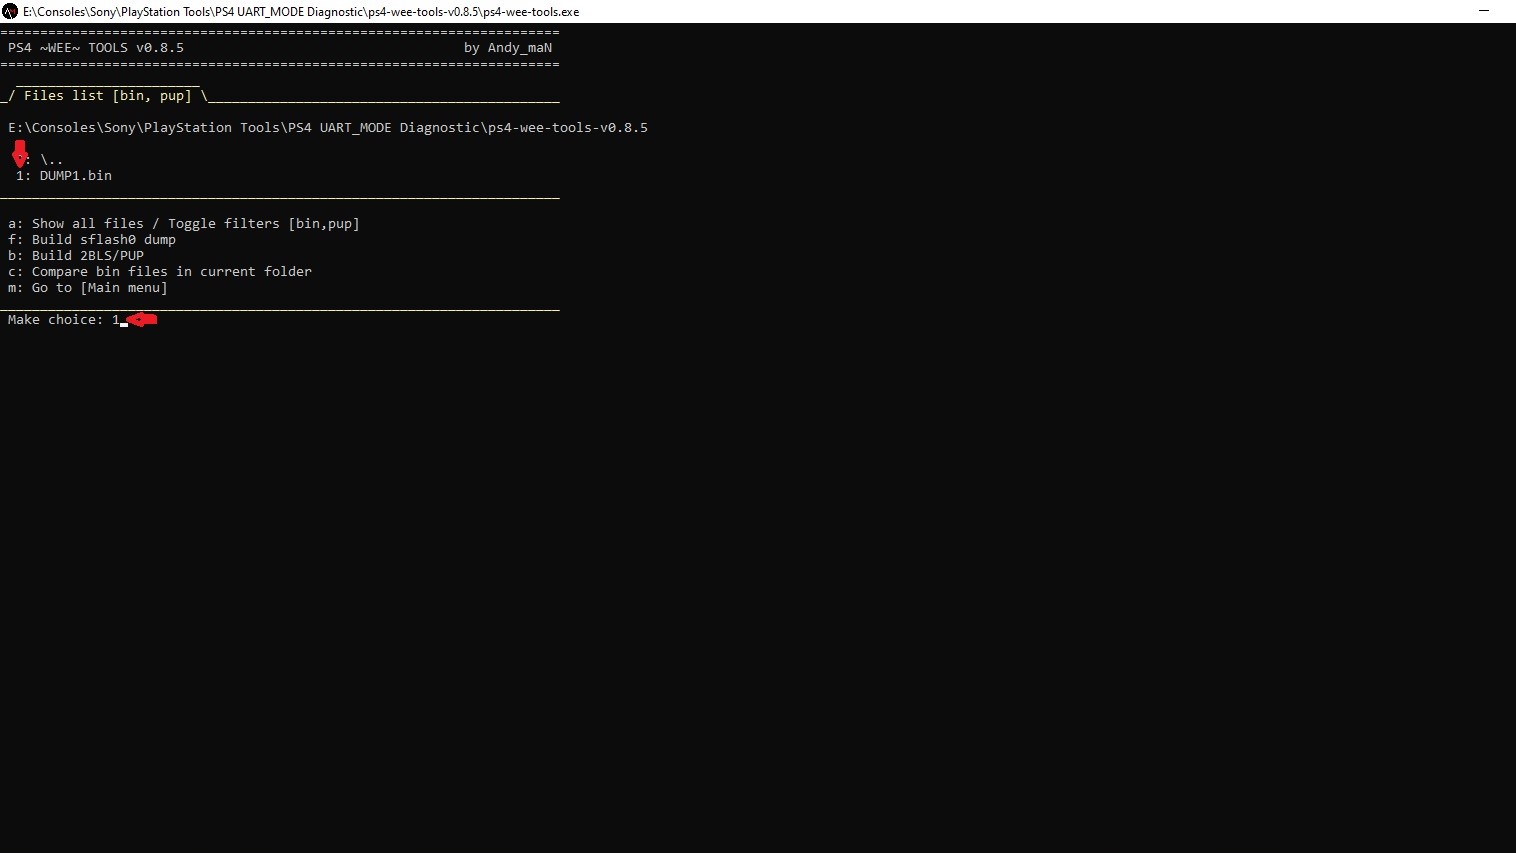 E:\Consoles\Sony\PlayStation Tools\PS4 UART_MODE Diagnostic\ps4-wee-tools-v0.8.5\ps4-wee-tools.exe
======================================================================
PS4 ~WEE~ TOOLS v0.8.5 by Andy_maN
======================================================================
_/ Files list [bin, pup] \____________________________________________
E:\Consoles\Sony\PlayStation Tools\PS4 UART_MODE Diagnostic\ps4-wee-tools-v0.8.5
: \..
1: DUMP1.bin
______________________________________________________________________
a: Show all files / Toggle filters [bin,pup]
f: Build sflash0 dump
b: Build 2BLS/PUP
c: Compare bin files in current folder
m: Go to [Main menu]
______________________________________________________________________
Make choice: 1